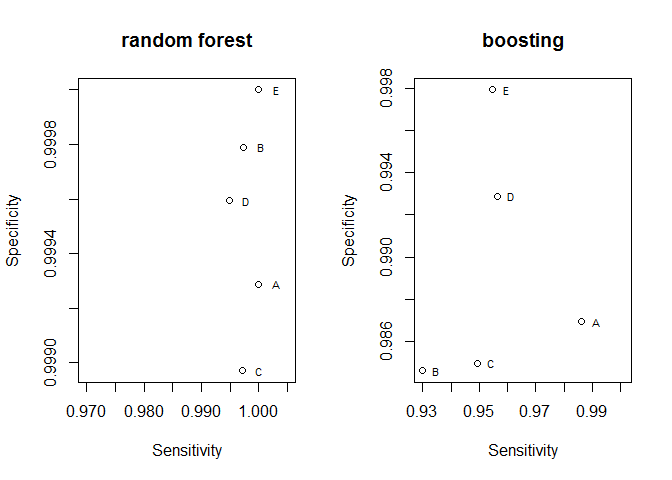 random forest
Specificity
0.9990 0.9994 0.9998
E
B
D
A
C
0.970 0.980 0.990 1.000
Sensitivity
boosting
Specificity
0.986 0.990 0.994 0.998
E
D
A
C
B
0.93 0.95 0.97 0.99
Sensitivity